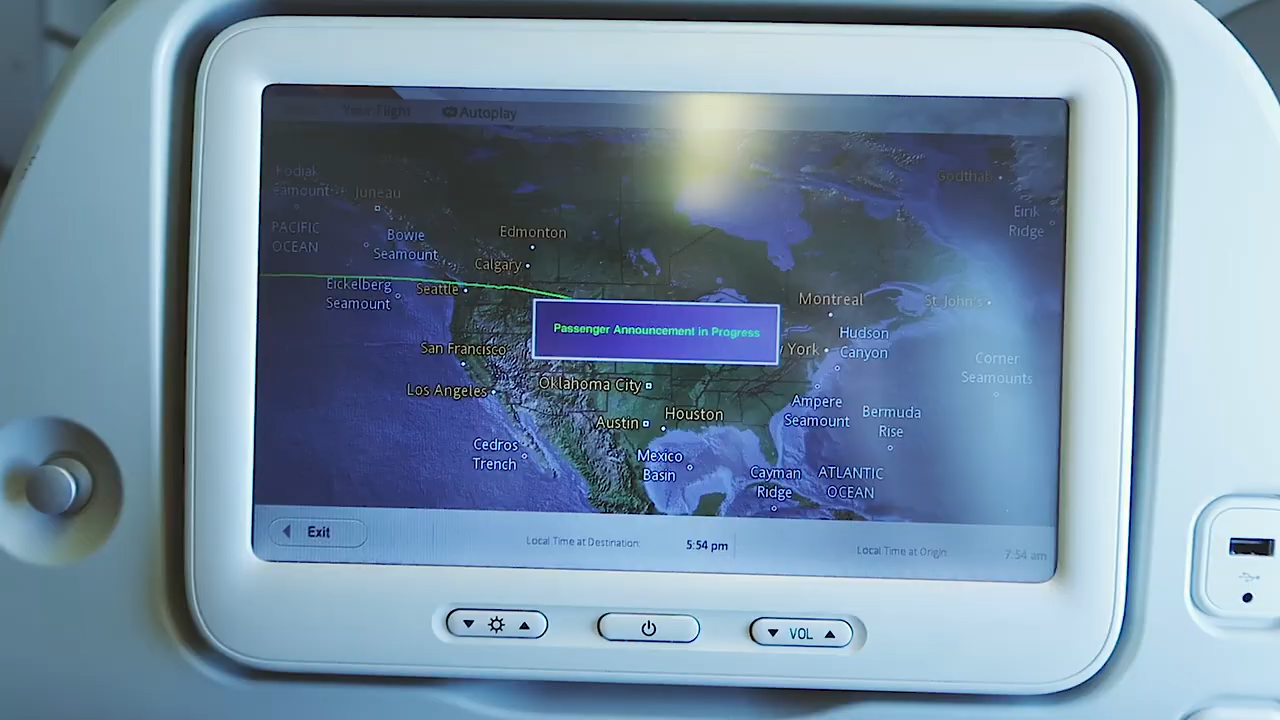 Your Flight
Autoplay
Kodiak
Seamounts
Juneau
Godthab
PACIFIC
OCEAN
Bowie
Seamount
Edmonton
Eirik
Ridge
Calgary
Eickelberg
Seamount
Seattle
Montreal
St. John's
Passenger Announcement in Progress
York
Hudson
Canyon
San Francisco
Corner
Seamounts
Los Angeles
Oklahoma City
Ampere
Seamount
Austin
Houston
Bermuda
Rise
Cedros
Trench
Mexico
Basin
Cayman
Ridge
ATLANTIC
OCEAN
Exit
Local Time at Destination:
5:54 pm
Local Time at Origin:
7:54 am
VOL